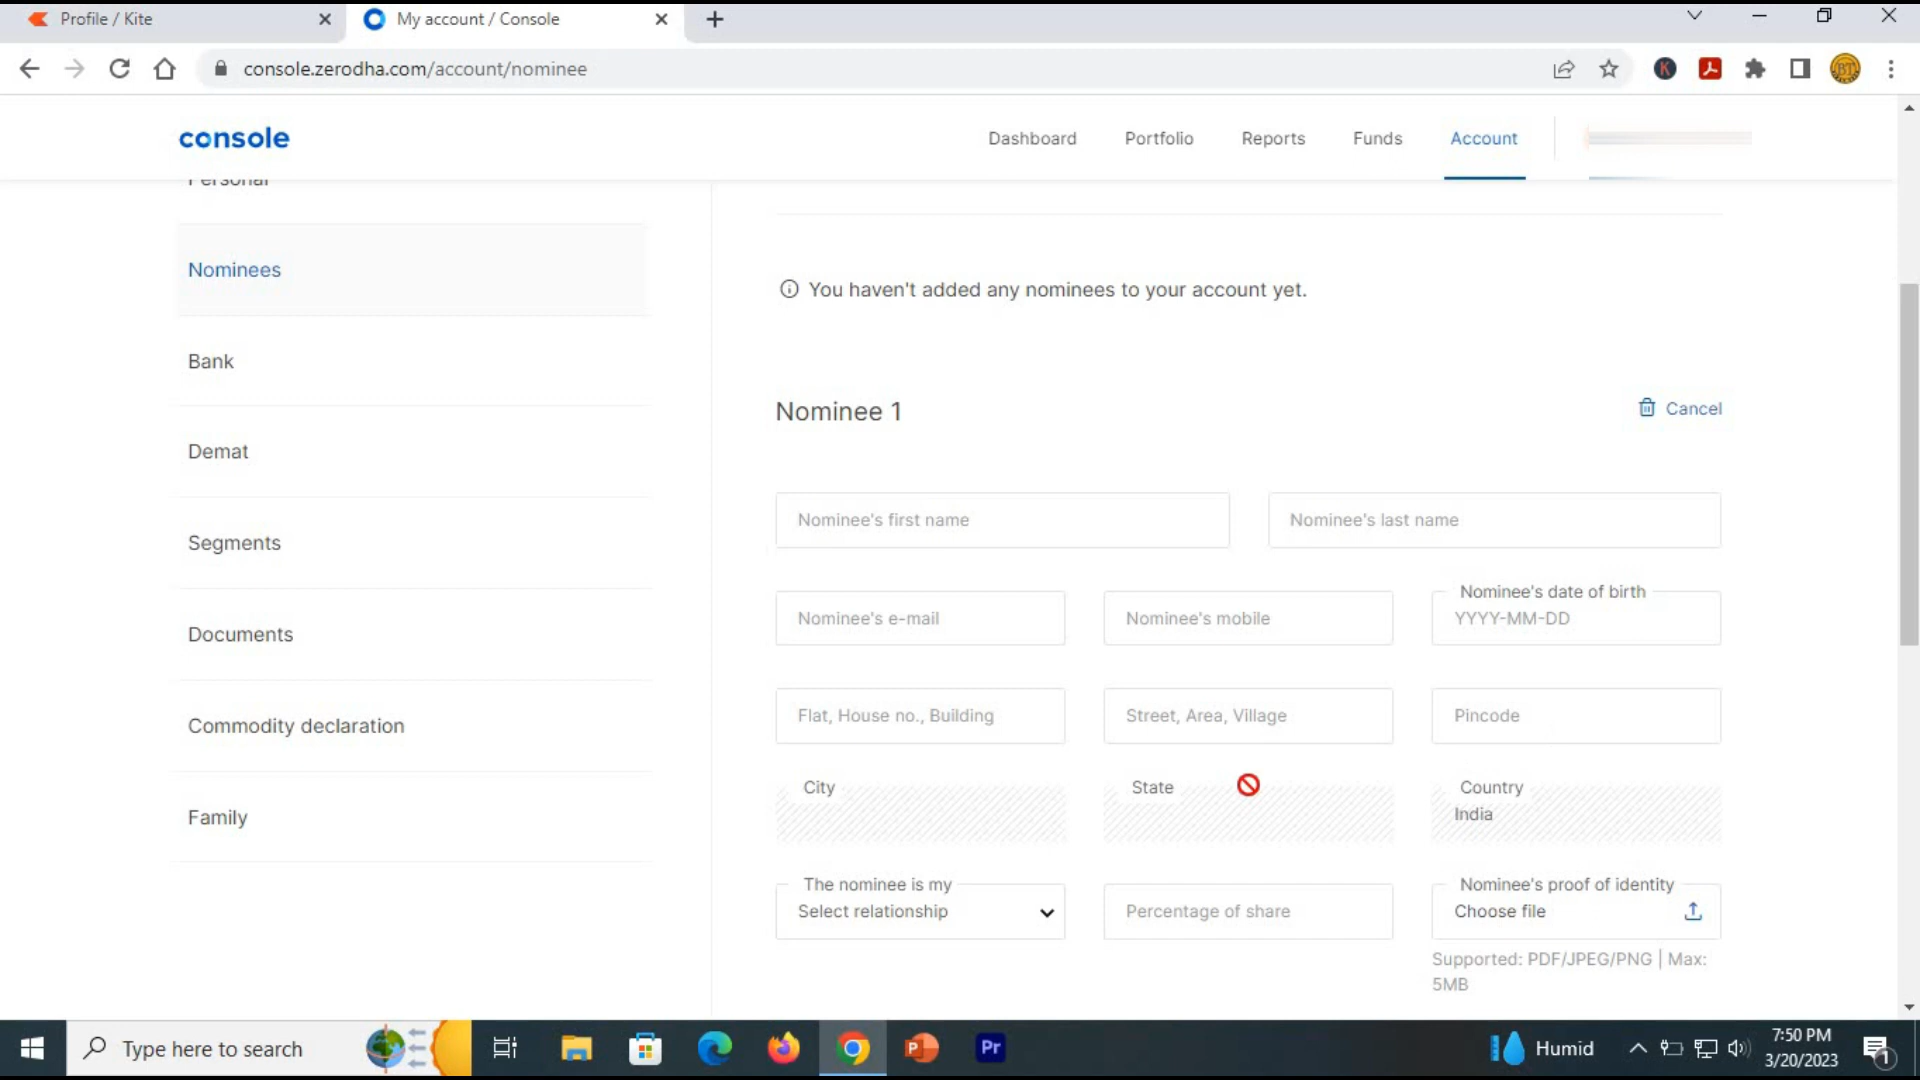 Profile / Kite
My account / Console
console.zerodha.com/account/nominee
console
Dashboard
Portfolio
Reports
Funds
Account
Personal
Nominees
Bank
Demat
Segments
Documents
Commodity declaration
Family
You haven't added any nominees to your account yet.
Nominee 1
Cancel
Nominee's first name
Nominee's last name
Nominee's e-mail
Nominee's mobile
Nominee's date of birth
YYYY-MM-DD
Flat, House no., Building
Street, Area, Village
Pincode
City
State
Country
India
The nominee is my
Select relationship
Percentage of share
Nominee's proof of identity
Choose file
Supported: PDF/JPEG/PNG | Max:
5MB
Type here to search
Pr
Humid
7:50 PM
3/20/2023
1